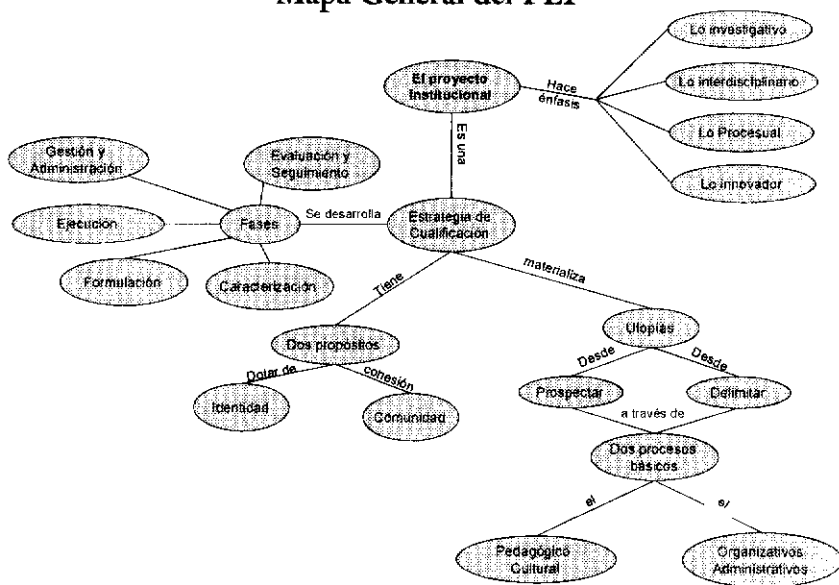 Mapa General del PEI
Lo investigativo
El proyecto
Institucional
Hace
énfasis
Lo interdisciplinario
Lo Procesual
Lo innovador
Es una
Gestión y
Administración
Evaluación y
Seguimiento
Ejecución
Fases
Se desarrolla
Estrategia de
Cualificación
Formulación
Caracterización
Tiene
materializa
Dos propósitos
Utopías
Dotar de
cohesión
Desde
Desde
Identidad
Comunidad
Prospectar
Delimitar
a través de
Dos procesos
básicos
el
el
Pedagógico
Cultural
Organizativos
Administrativos